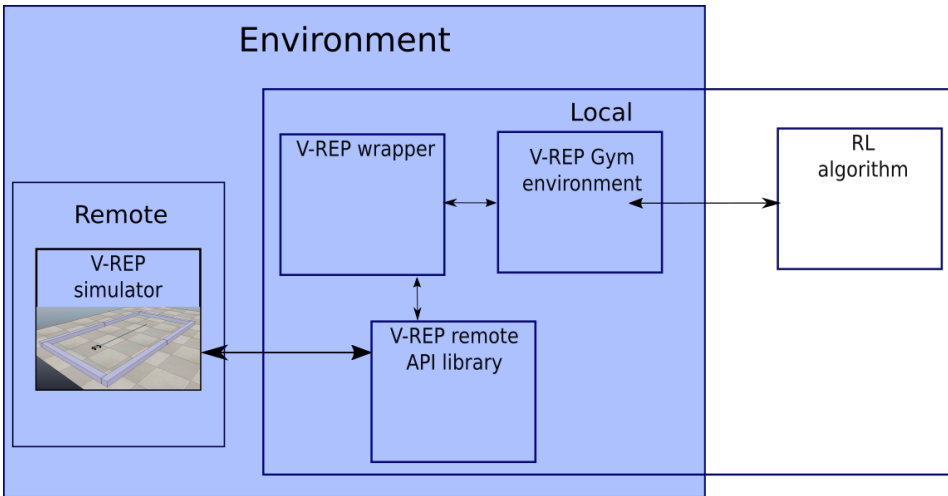 Environment
Local
V-REP wrapper
V-REP Gym
environment
RL
algorithm
Remote
V-REP
simulator
V-REP remote
API library